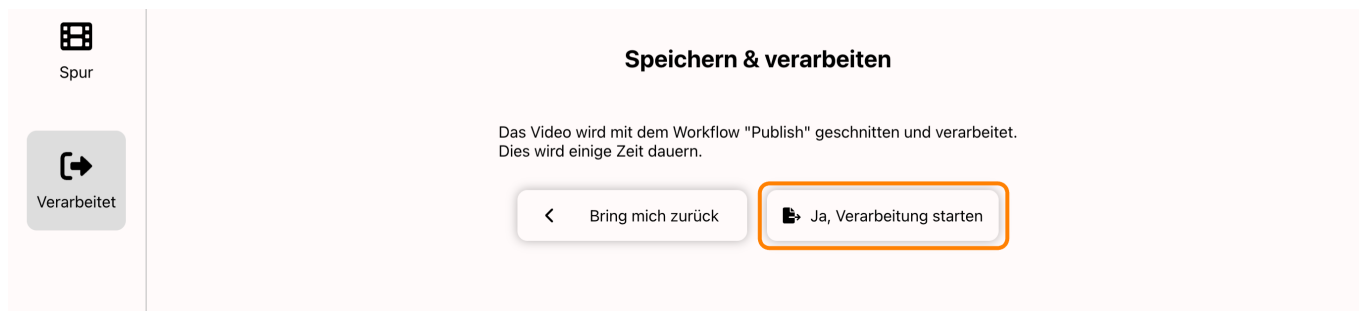 Spur
Verarbeitet
Speichern & verarbeiten
Das Video wird mit dem Workflow "Publish" geschnitten und verarbeitet.
Dies wird einige Zeit dauern.
Bring mich zurück
Ja, Verarbeitung starten